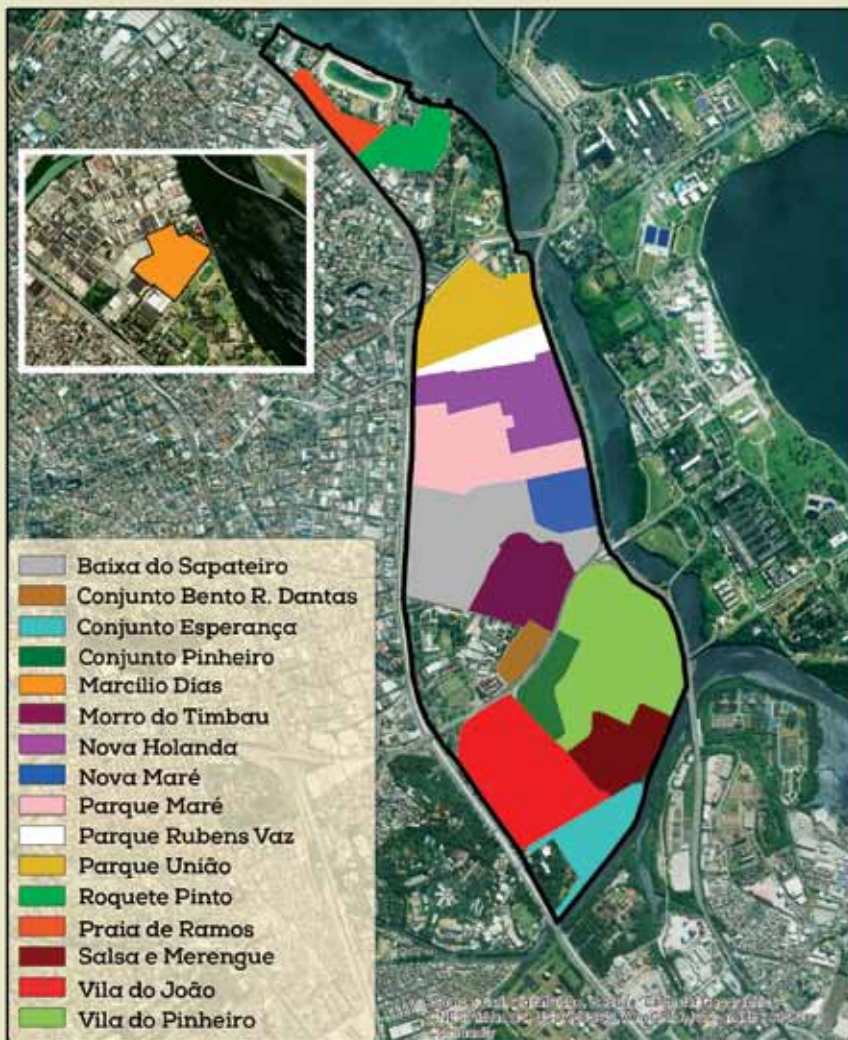 Baixa do Sapateiro
Conjunto Bento R. Dantas
Conjunto Esperança
Conjunto Pinheiro
Marcílio Dias
Morro do Timbau
Nova Holanda
Nova Maré
Parque Maré
Parque Rubens Vaz
Parque União
Roquete Pinto
Praia de Ramos
Salsa e Merengue
Vila do João
Vila do Pinheiro